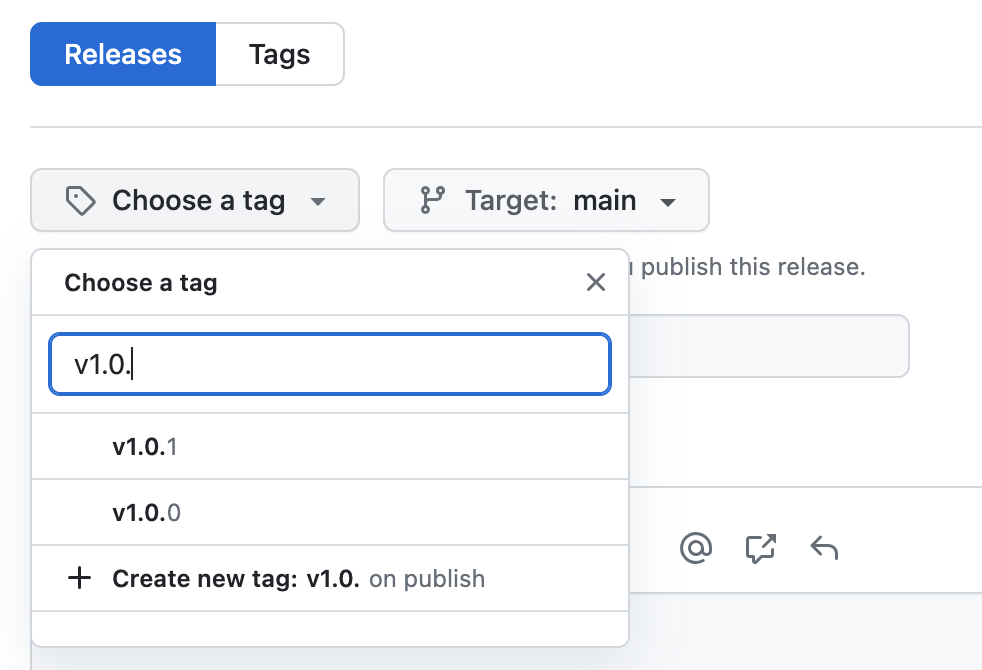 Releases Tags
Choose a tag Target: main
publish this release.
Choose a tag
v1.0.
v1.0.1
v1.0.0
Create new tag: v1.0. on publish